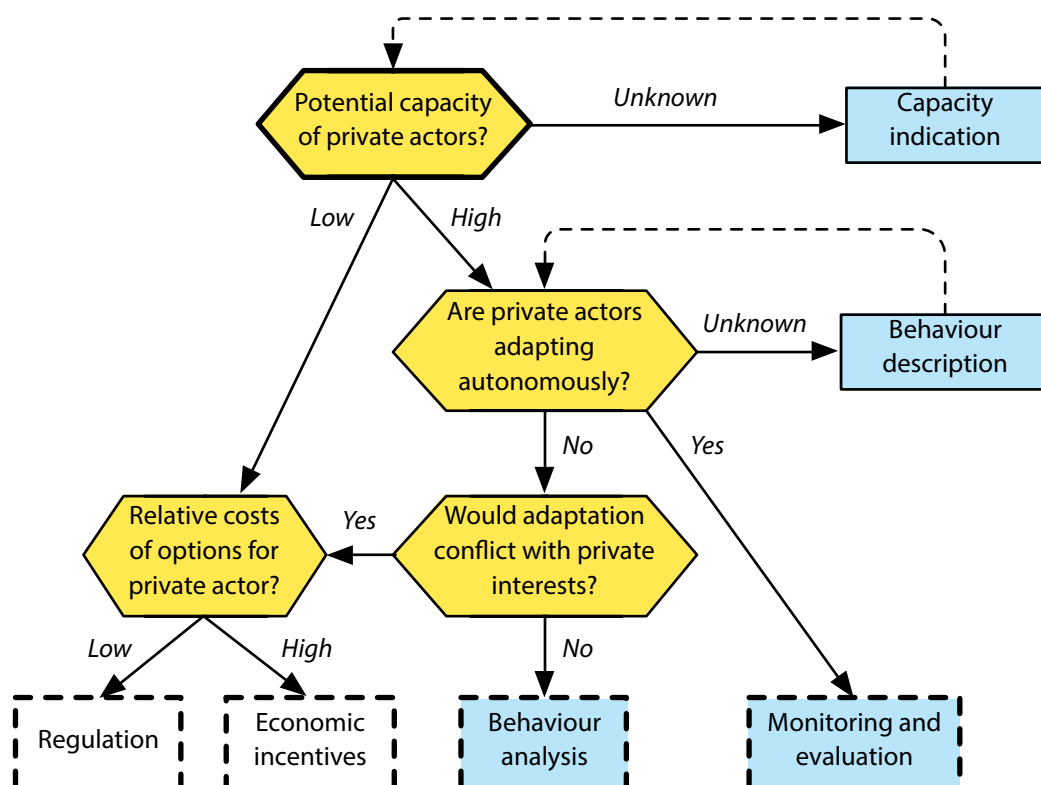 Potential capacity
of private actors?
Unknown
Capacity
indication
Low
High
Are private actors
adapting
autonomously?
Unknown
Behaviour
description
No
Yes
Relative costs
of options for
private actor?
Yes
Would adaptation
conflict with private
interests?
Low
High
No
Regulation
Economic
incentives
Behaviour
analysis
Monitoring and
evaluation